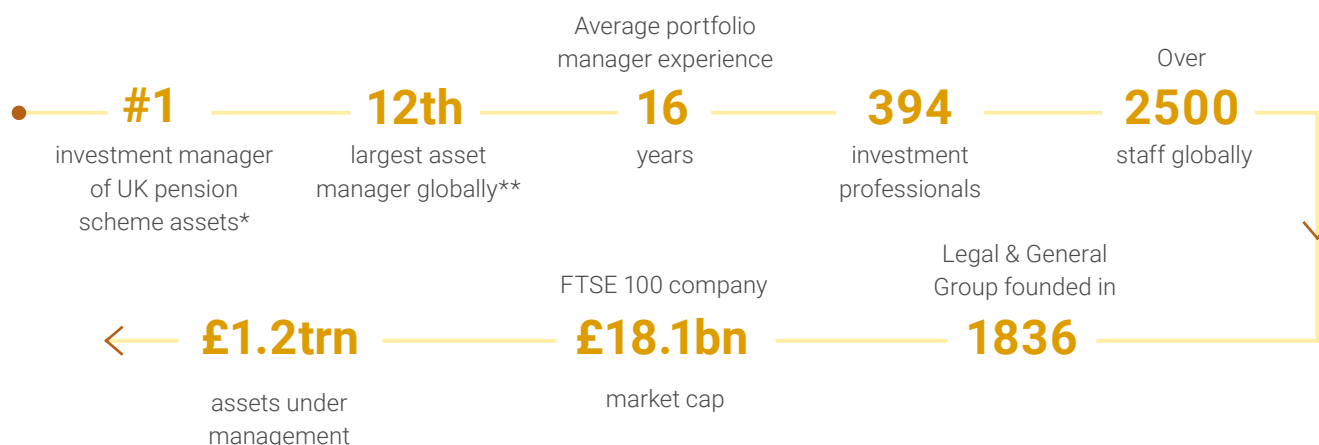 #1
investment manager
of UK pension
scheme assets*
12th
largest asset
manager globally**
Average portfolio
manager experience
16
years
394
investment
professionals
Over
2500
staff globally
Legal & General
Group founded in
1836
FTSE 100 company
£18.1bn
market cap
£1.2trn
assets under
management